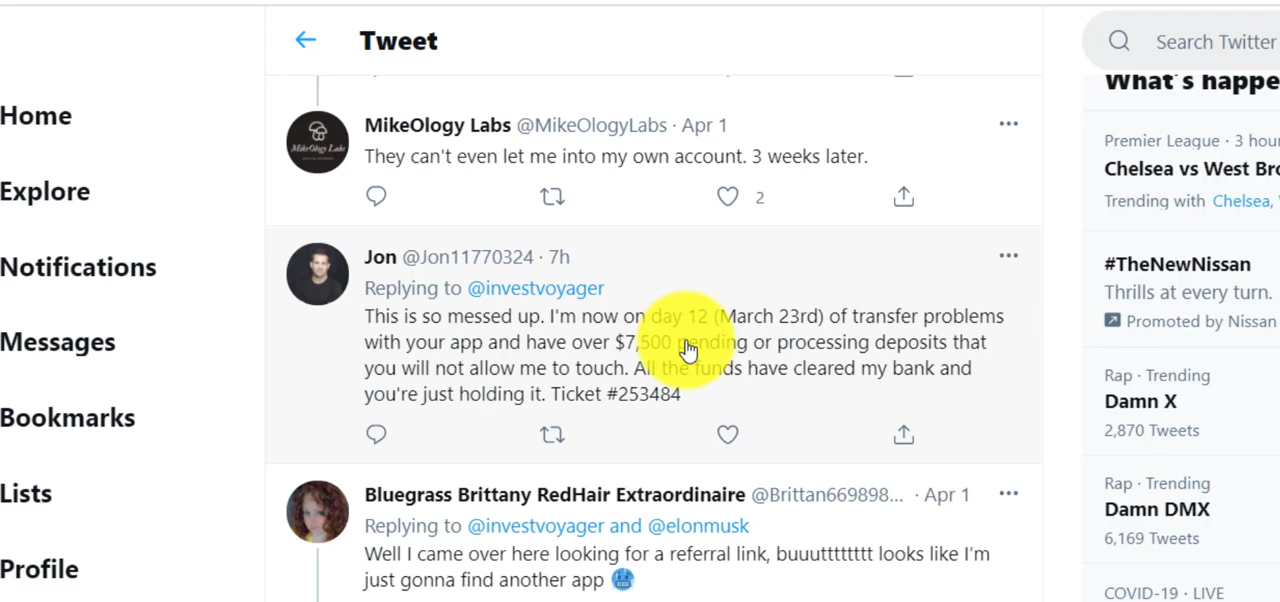 Tweet
Search Twitter
What's happe
Home
Explore
Notifications
Messages
Bookmarks
Lists
Profile
MikeOlogy Labs @MikeOlogyLabs · Apr 1
They can't even let me into my own account. 3 weeks later.
2
MikeOlogy Labs
Jon @Jon11770324 · 7h
Replying to @investvoyager
This is so messed up. I'm now on day 12 (March 23rd) of transfer problems
with your app and have over $7,500 pending or processing deposits that
you will not allow me to touch. All the funds have cleared my bank and
you're just holding it. Ticket #253484
Bluegrass Brittany RedHair Extraordinaire @Brittan669898... · Apr 1
Replying to @investvoyager and @elonmusk
Well I came over here looking for a referral link, buuutttttttt looks like I'm
just gonna find another app 🥶
Premier League · 3 hour
Chelsea vs West Bro
Trending with Chelsea,
#TheNewNissan
Thrills at every turn.
Promoted by Nissan
Rap · Trending
Damn X
2,870 Tweets
Rap · Trending
Damn DMX
6,169 Tweets
COVID-19 · LIVE